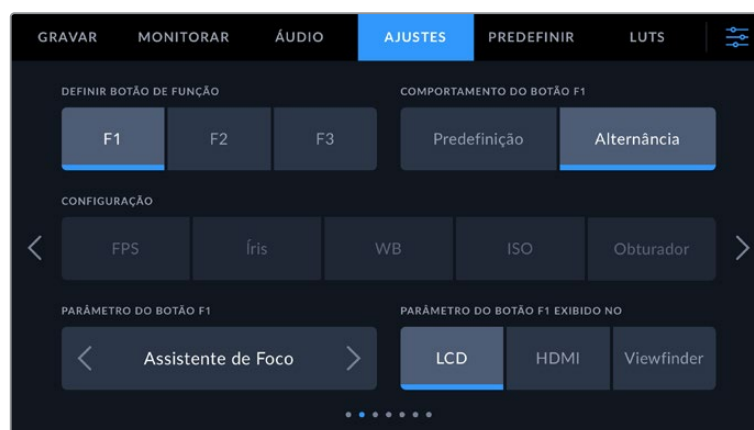 GRAVAR MONITORAR ÁUDIO AJUSTES PREDEFINIR LUTS
DEFINIR BOTÃO DE FUNÇÃO COMPORTAMENTO DO BOTÃO F1
F1 F2 F3 Predefinição Alternância
CONFIGURAÇÃO
FPS Íris WB ISO Obturador
PARÂMETRO DO BOTÃO F1 PARÂMETRO DO BOTÃO F1 EXIBIDO NO
Assistente de Foco LCD HDMI Viewfinder